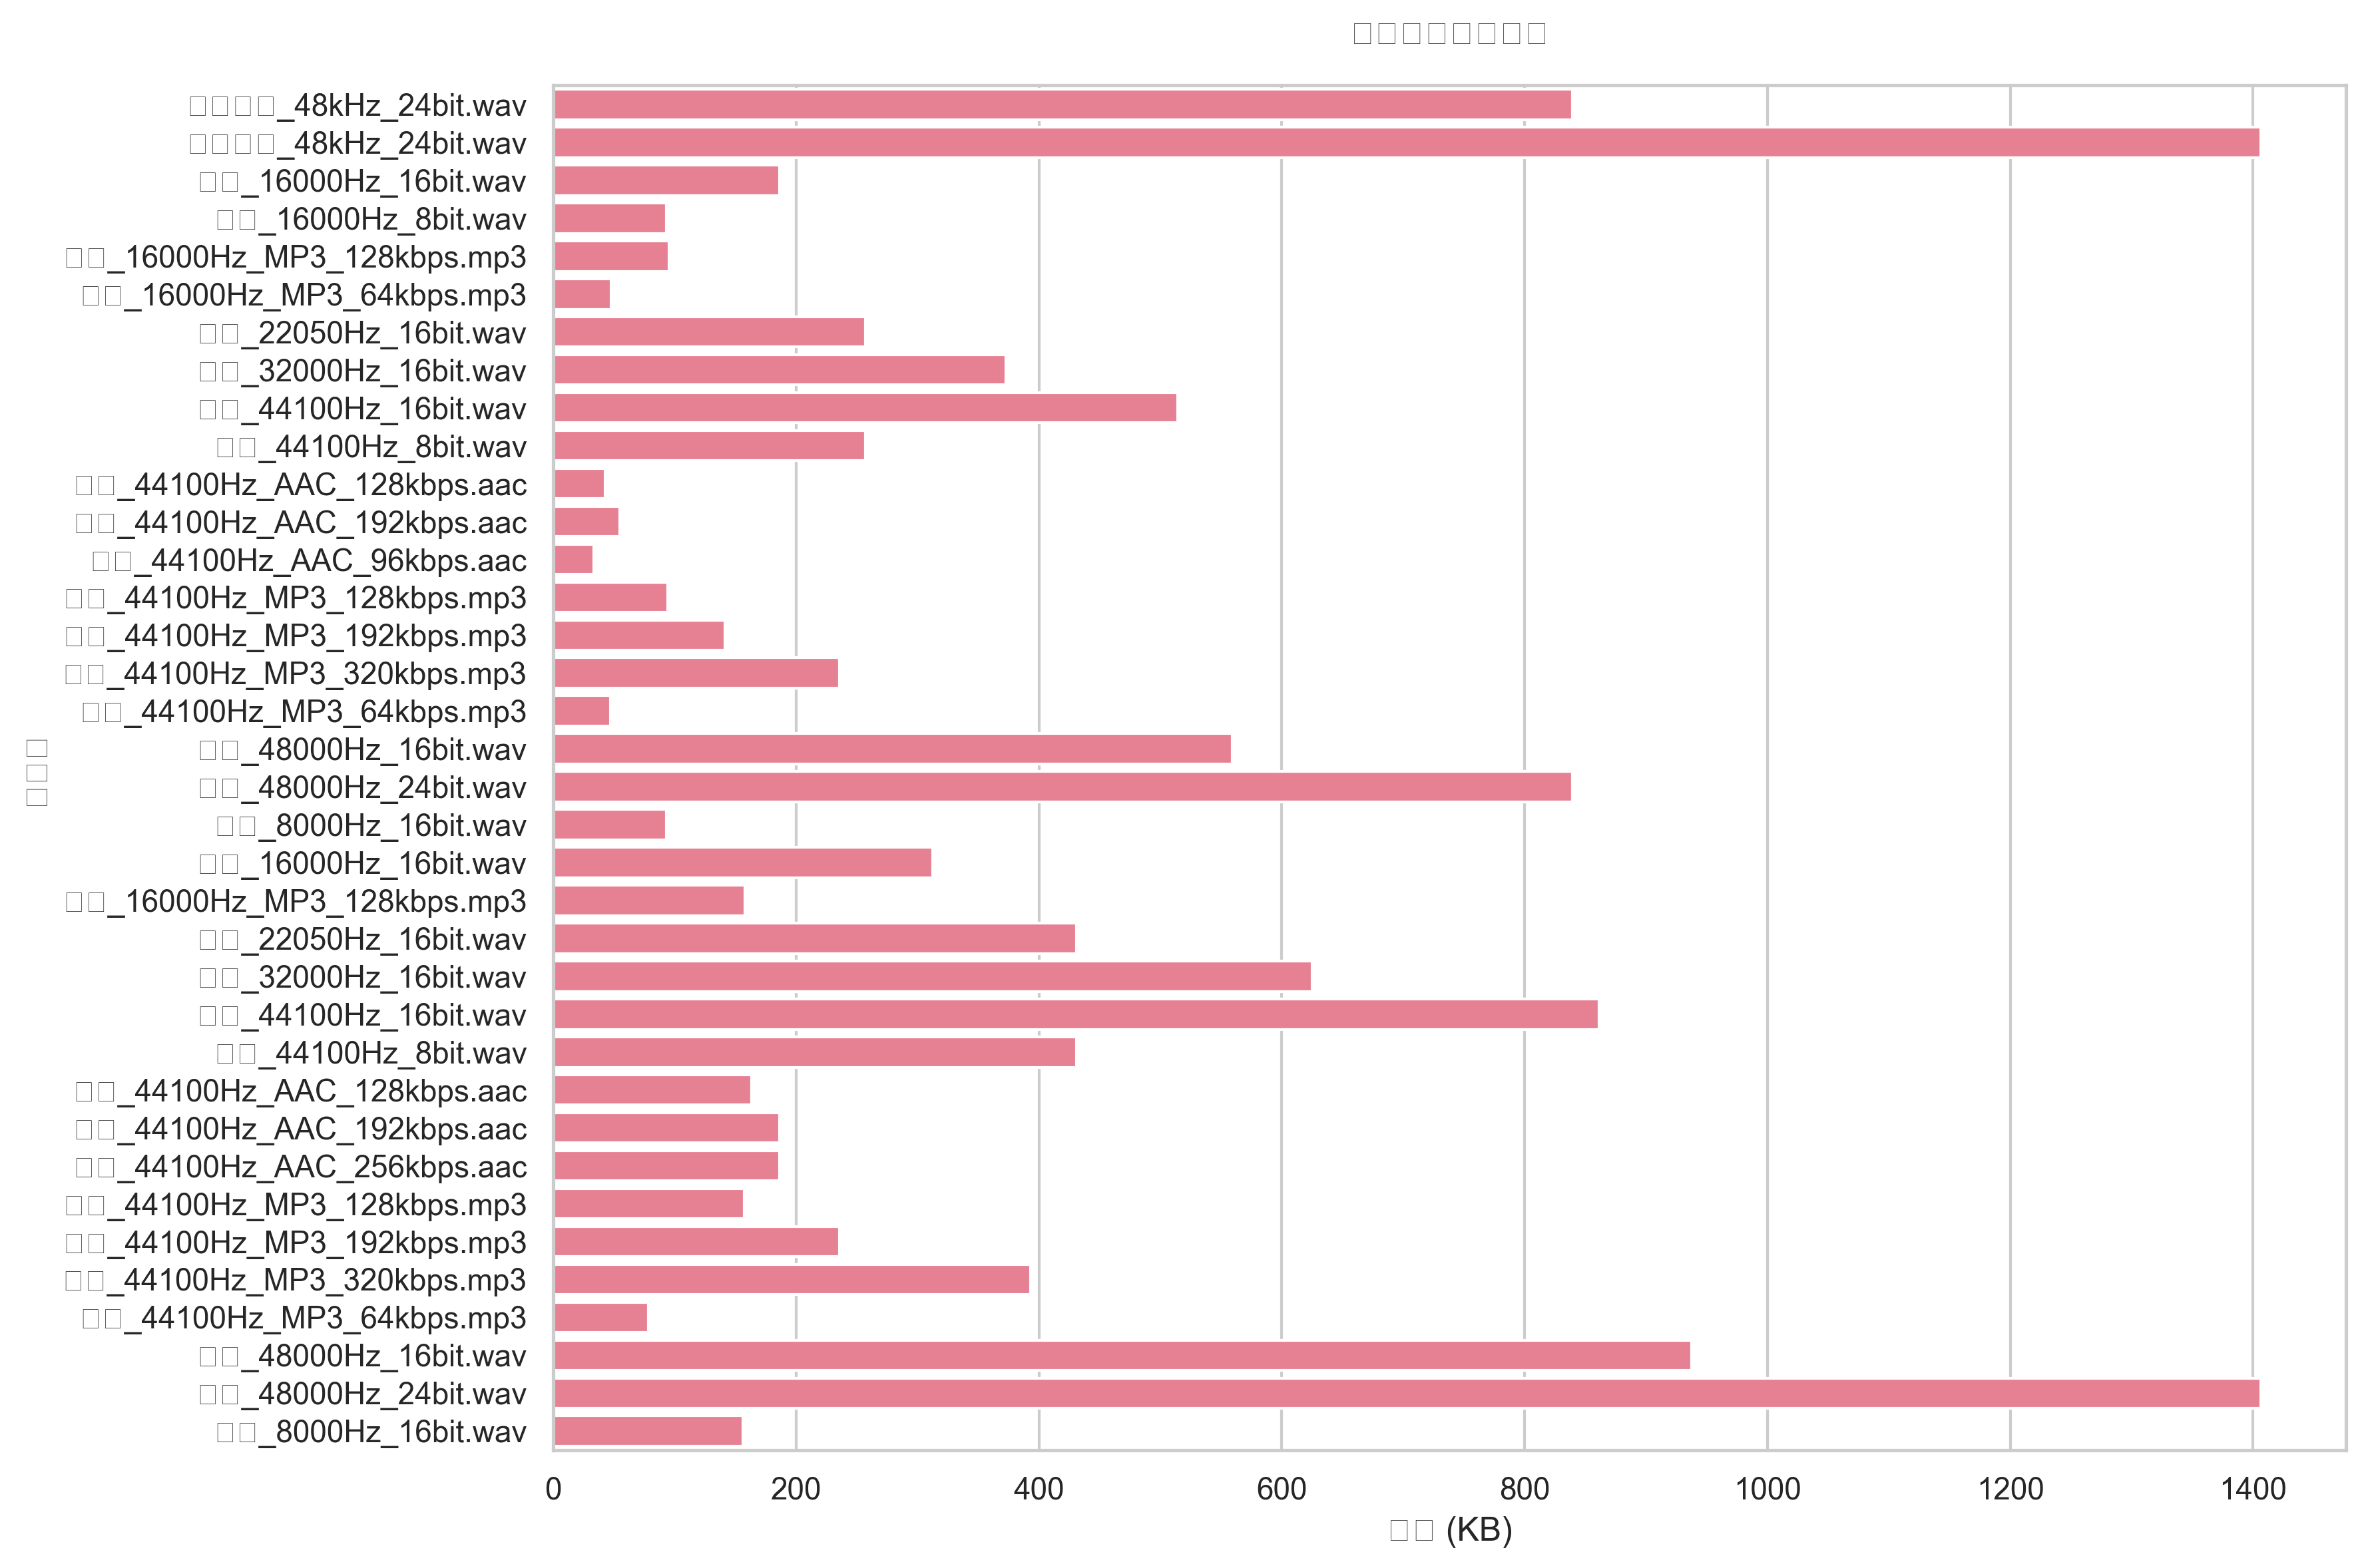 _48kHz_24bit.wav
_48kHz_24bit.wav
_16000Hz_16bit.wav
_16000Hz_8bit.wav
_16000Hz_MP3_128kbps.mp3
_16000Hz_MP3_64kbps.mp3
_22050Hz_16bit.wav
_32000Hz_16bit.wav
_44100Hz_16bit.wav
_44100Hz_8bit.wav
_44100Hz_AAC_128kbps.aac
_44100Hz_AAC_192kbps.aac
_44100Hz_AAC_96kbps.aac
_44100Hz_MP3_128kbps.mp3
_44100Hz_MP3_192kbps.mp3
_44100Hz_MP3_320kbps.mp3
_44100Hz_MP3_64kbps.mp3
_48000Hz_16bit.wav
_48000Hz_24bit.wav
_8000Hz_16bit.wav
_16000Hz_16bit.wav
_16000Hz_MP3_128kbps.mp3
_22050Hz_16bit.wav
_32000Hz_16bit.wav
_44100Hz_16bit.wav
_44100Hz_8bit.wav
_44100Hz_AAC_128kbps.aac
_44100Hz_AAC_192kbps.aac
_44100Hz_AAC_256kbps.aac
_44100Hz_MP3_128kbps.mp3
_44100Hz_MP3_192kbps.mp3
_44100Hz_MP3_320kbps.mp3
_44100Hz_MP3_64kbps.mp3
_48000Hz_16bit.wav
_48000Hz_24bit.wav
_8000Hz_16bit.wav
0 200 400 600 800 1000 1200 1400
(KB)